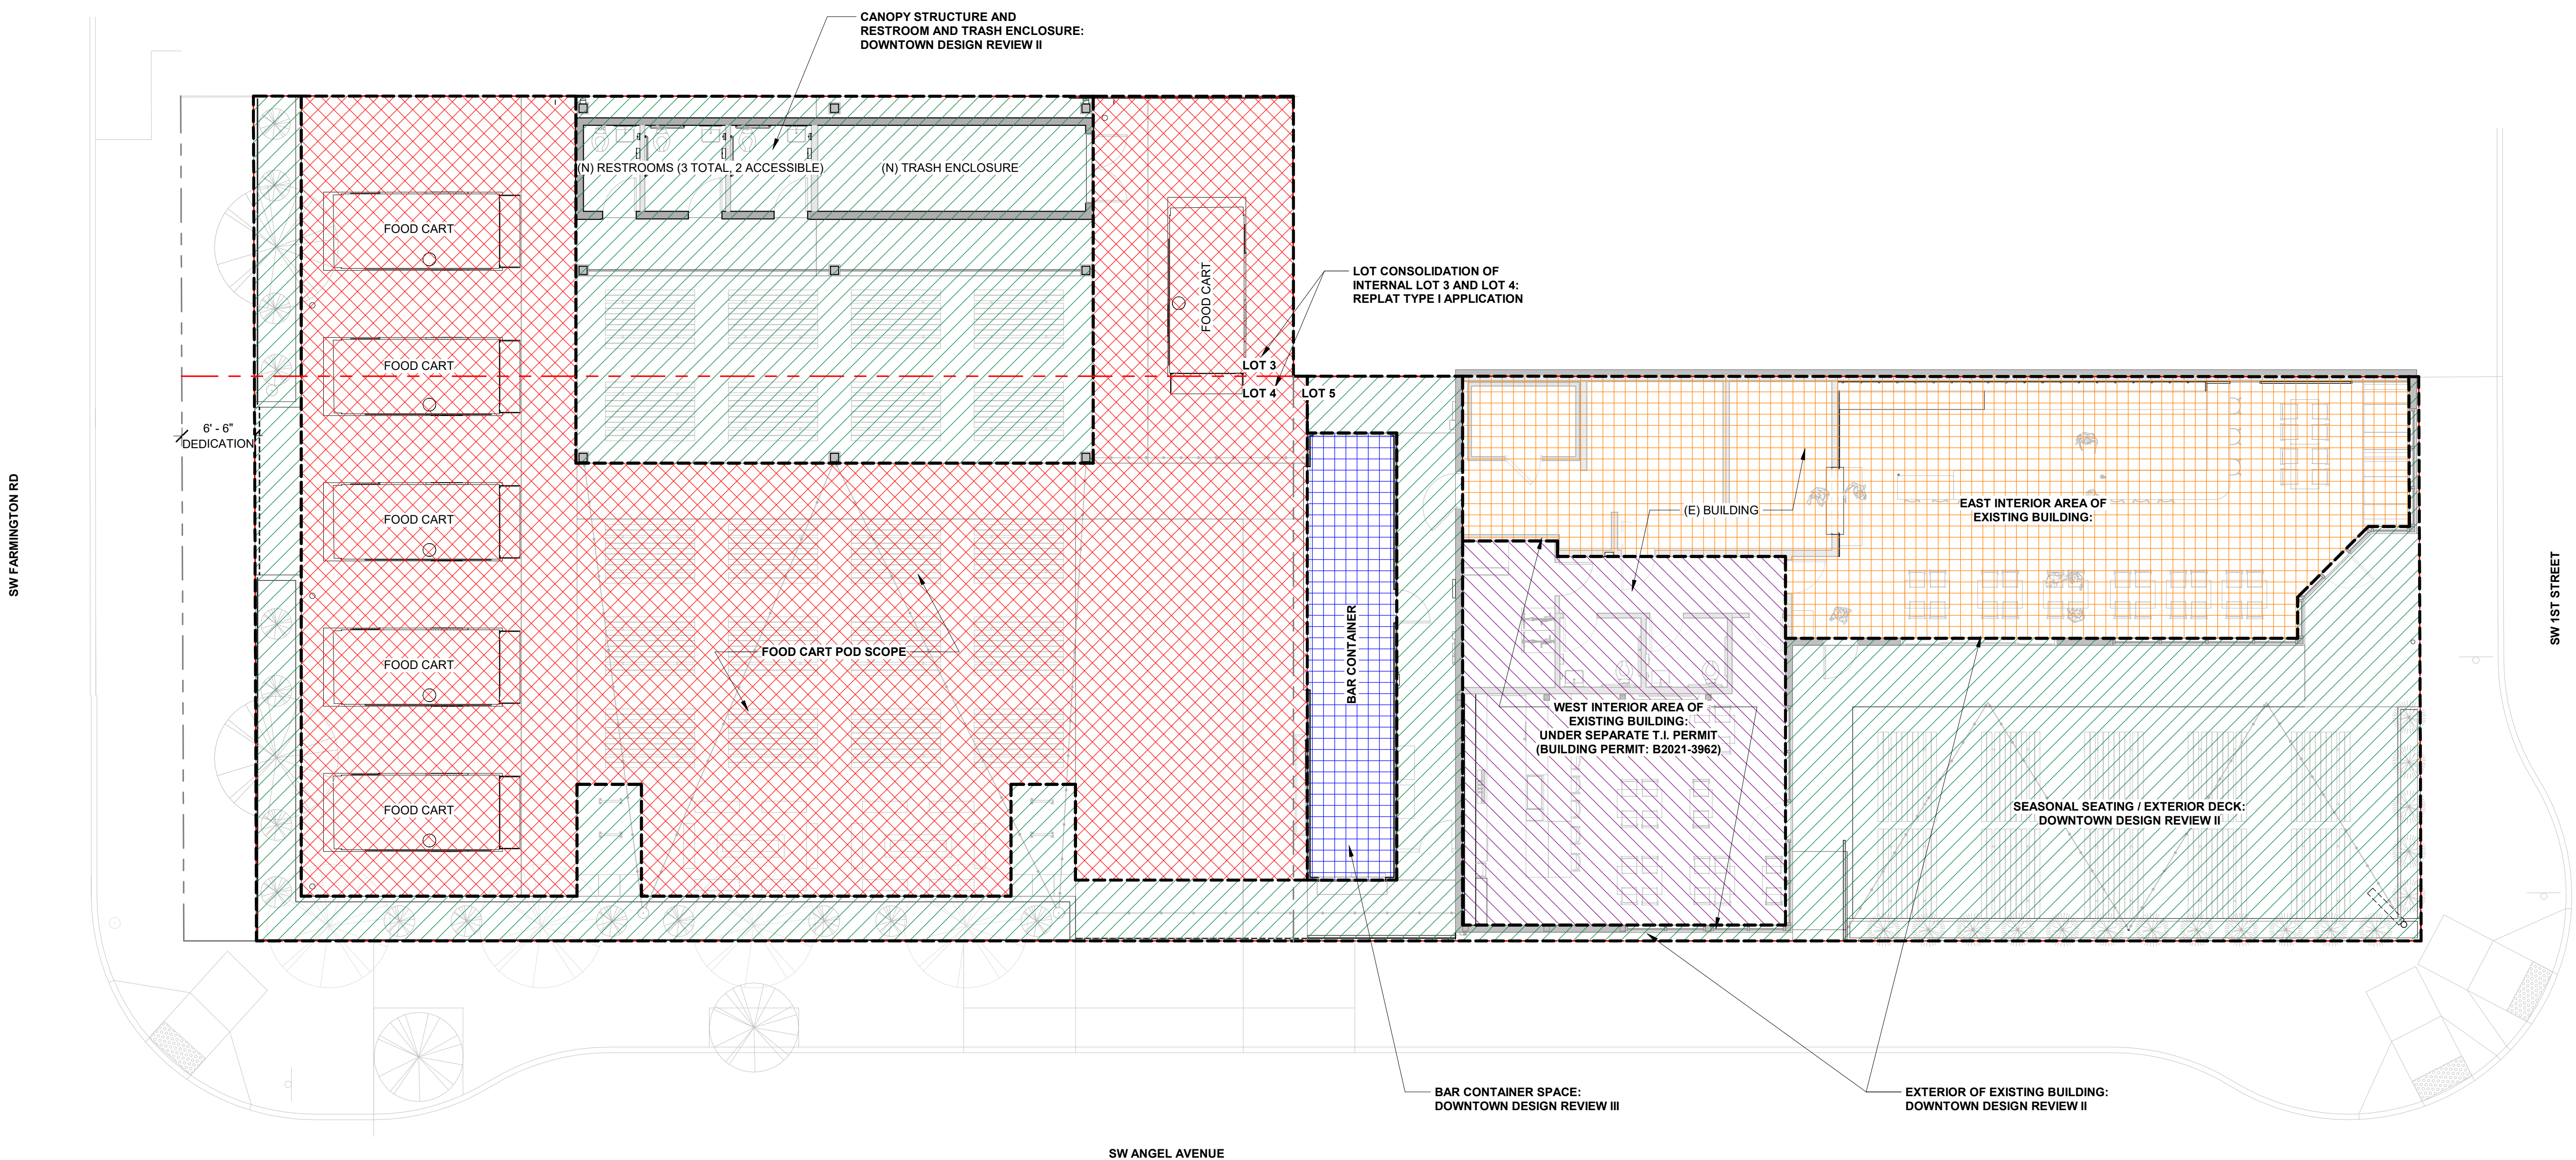 CANOPY STRUCTURE AND
RESTROOM AND TRASH ENCLOSURE:
DOWNTOWN DESIGN REVIEW II
(N) RESTROOMS (3 TOTAL, 2 ACCESSIBLE)
(N) TRASH ENCLOSURE
FOOD CART
FOOD CART
LOT CONSOLIDATION OF
INTERNAL LOT 3 AND LOT 4:
REPLAT TYPE I APPLICATION
FOOD CART
LOT 3
LOT 4
LOT 5
6' - 6"
DEDICATION
SW FARMINGTON RD
FOOD CART
(E) BUILDING
EAST INTERIOR AREA OF
EXISTING BUILDING:
SW 1ST STREET
FOOD CART POD SCOPE
BAR CONTAINER
FOOD CART
WEST INTERIOR AREA OF
EXISTING BUILDING:
UNDER SEPARATE T.I. PERMIT
(BUILDING PERMIT: B2021-3962)
FOOD CART
SEASONAL SEATING / EXTERIOR DECK:
DOWNTOWN DESIGN REVIEW II
BAR CONTAINER SPACE:
DOWNTOWN DESIGN REVIEW III
EXTERIOR OF EXISTING BUILDING:
DOWNTOWN DESIGN REVIEW II
SW ANGEL AVENUE